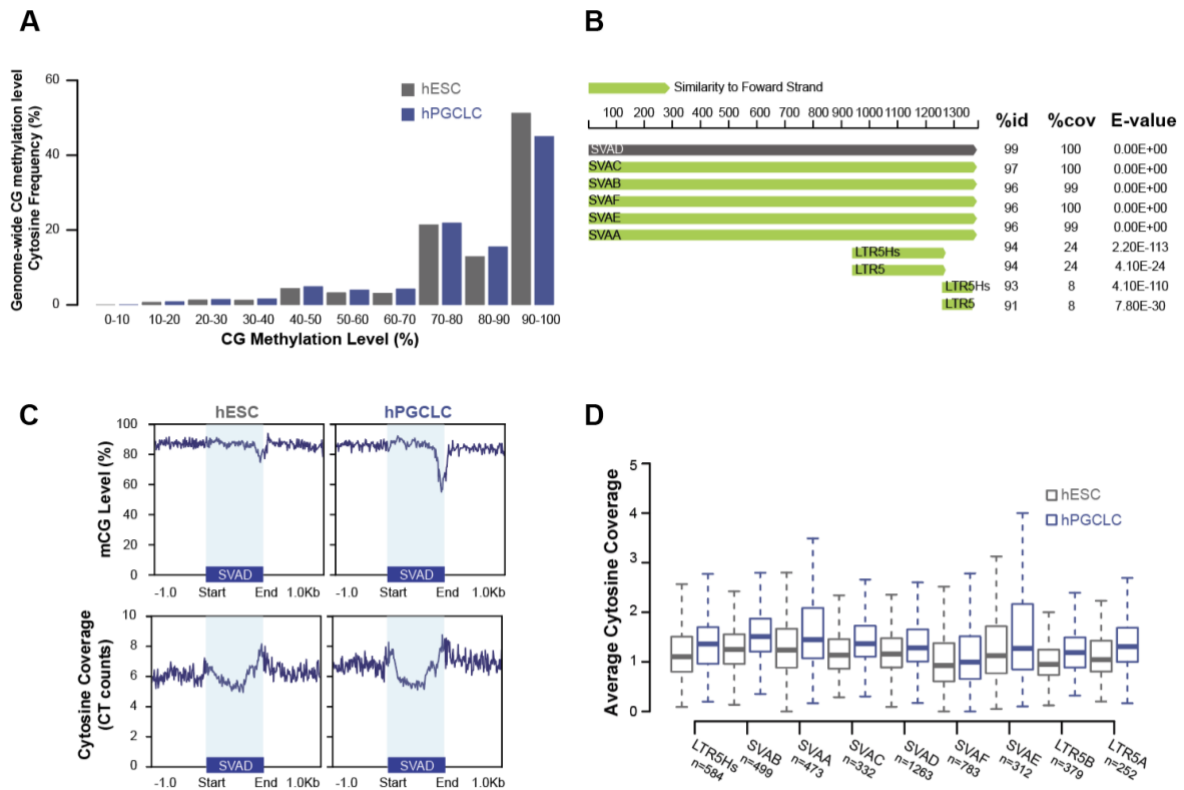 A
Genome-wide CG methylation level
Cytosine Frequency (%)
60
40
20
0
hESC
hPGCLC
0-10 10-20 20-30 30-40 40-50 50-60 60-70 70-80 80-90 90-100
CG Methylation Level (%)
B
Similarity to Foward Strand
100 200 300 400 500 600 700 800 900 1000 1100 1200 1300
%id %cov E-value
SVAD 99 100 0.00E+00
SVAC 97 100 0.00E+00
SVAB 96 99 0.00E+00
SVAF 96 100 0.00E+00
SVAE 96 99 0.00E+00
SVAA
LTR5Hs 94 24 2.20E-113
LTR5 94 24 4.10E-24
LTR5Hs 93 8 4.10E-110
LTR5 91 8 7.80E-30
C
hESC hPGCLC
mCG Level (%)
100
80
60
40
20
0
SVAD SVAD
-1.0 Start End 1.0Kb -1.0 Start End 1.0Kb
Cytosine Coverage
(CT counts)
10
8
6
4
2
0
SVAD SVAD
-1.0 Start End 1.0Kb -1.0 Start End 1.0Kb
D
Average Cytosine Coverage
5
4
3
2
1
0
hESC
hPGCLC
LTR5Hs
n=584
SVAB
n=499
SVAA
n=473
SVAC
n=332
SVAD
n=1263
SVAF
n=783
SVAE
n=312
LTR5B
n=379
LTR5A
n=252